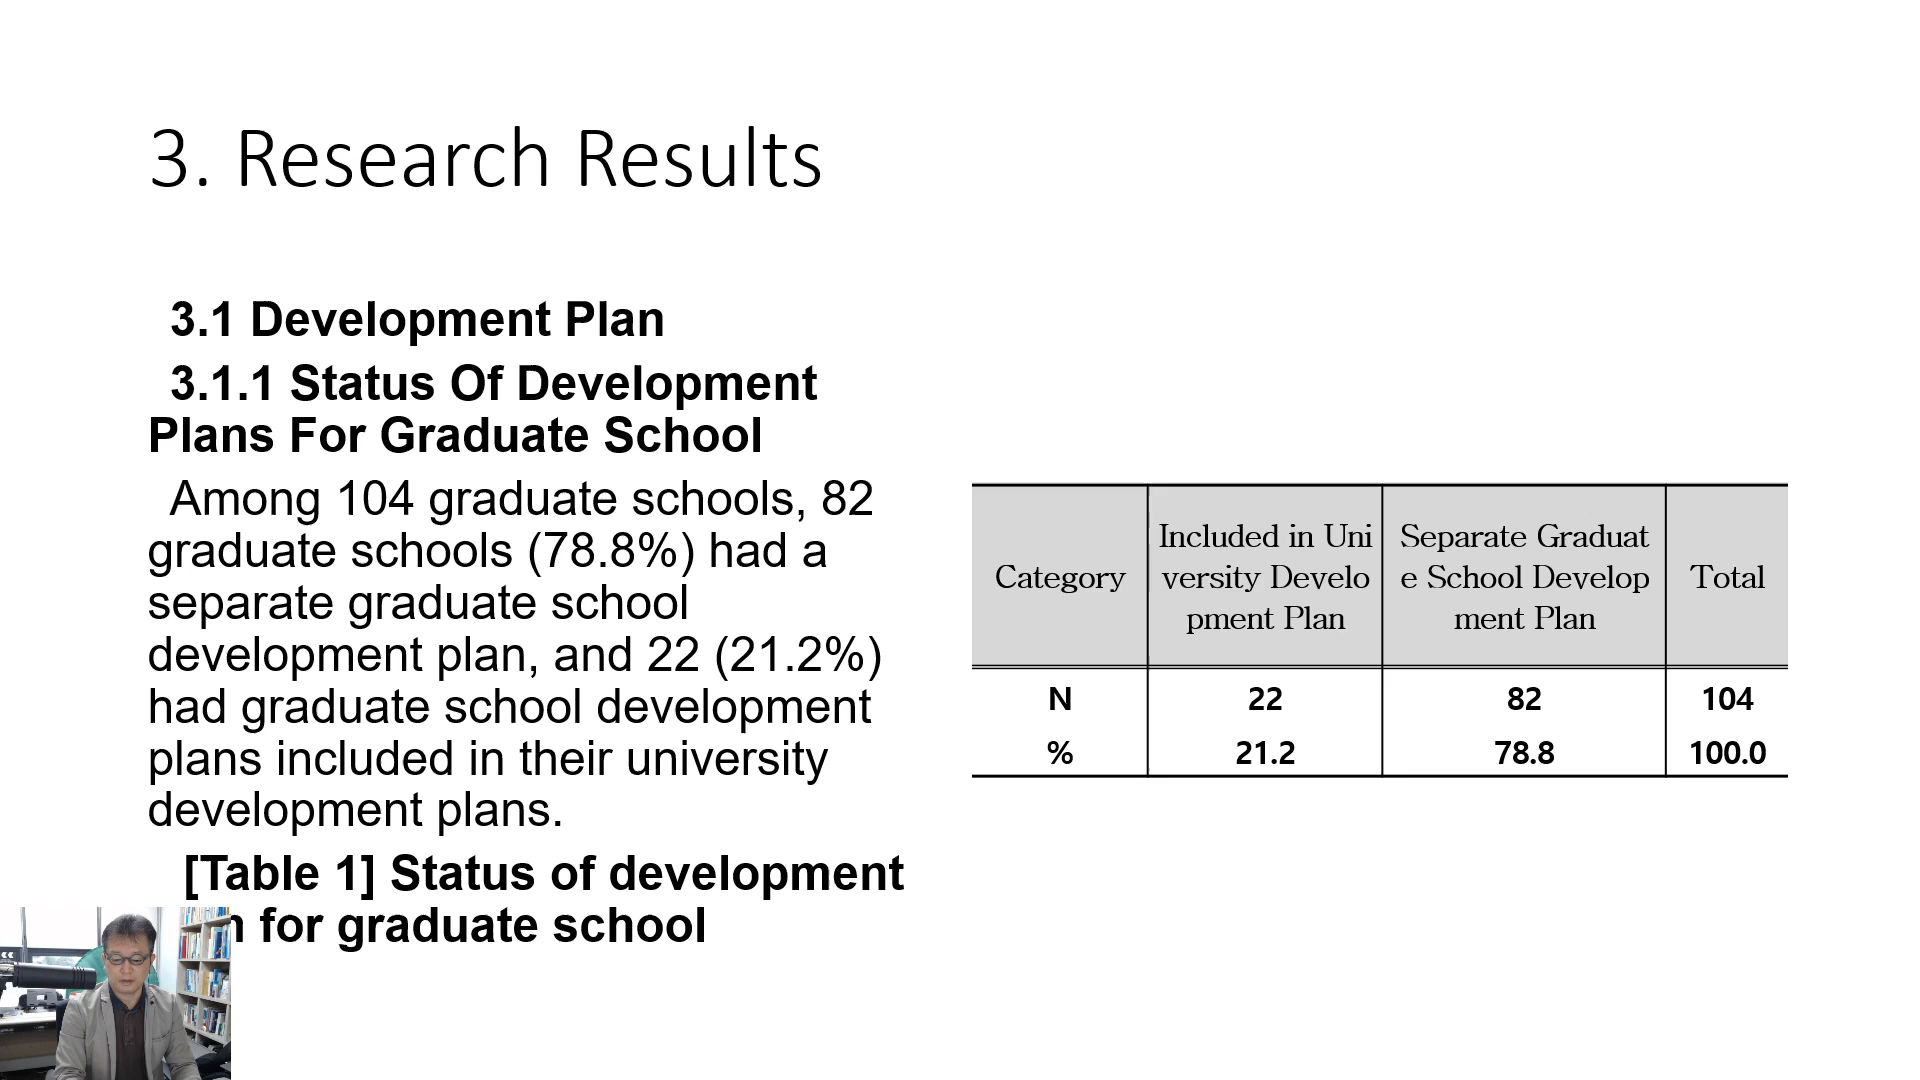 3. Research Results
3.1 Development Plan
3.1.1 Status Of Development
Plans For Graduate School
Among 104 graduate schools, 82
graduate schools (78.8%) had a
separate graduate school
development plan, and 22 (21.2%)
had graduate school development
plans included in their university
development plans.
[Table 1] Status of development
for graduate school
Category
Included in Uni
versity Develo
pment Plan
Separate Graduat
e School Develop
ment Plan
Total
N 22 82 104
% 21.2 78.8 100.0